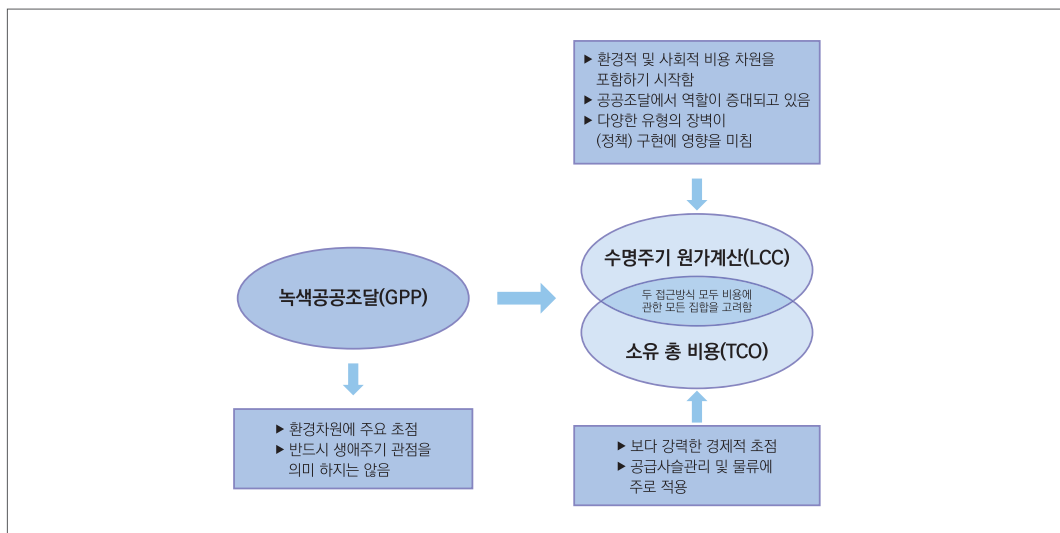 ▶ 환경적 및 사회적 비용 차원을
포함하기 시작함
▶ 공공조달에서 역할이 증대되고 있음
▶ 다양한 유형의 장벽이
(정책) 구현에 영향을 미침
녹색공공조달(GPP)
수명주기 원가계산(LCC)
두 접근방식 모두 비용에
관한 모든 집합을 고려함
소유 총 비용(TCO)
▶ 환경차원에 주요 초점
▶ 반드시 생애주기 관점을
의미 하지는 않음
▶ 보다 강력한 경제적 초점
▶ 공급사슬관리 및 물류에
주로 적용